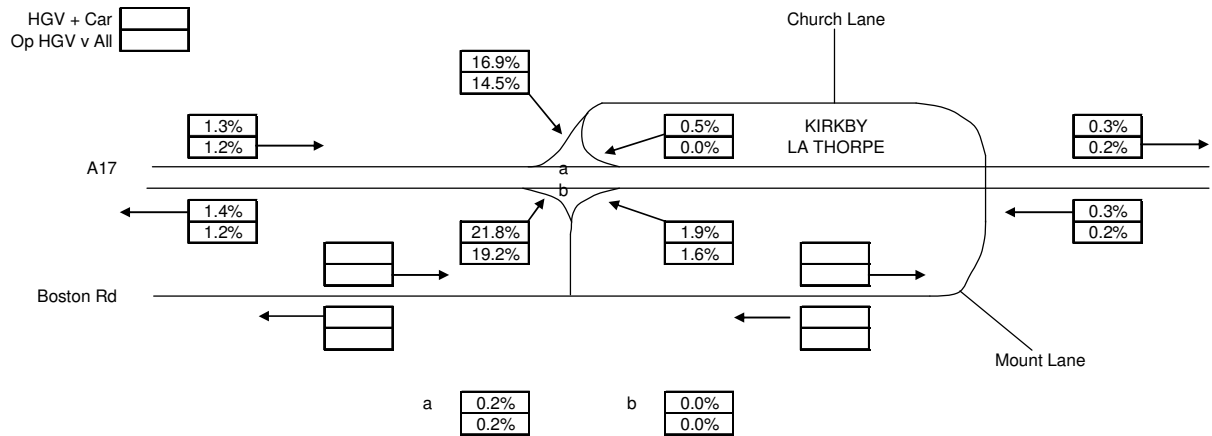 HGV + Car
Op HGV v All
Church Lane
16.9%
14.5%
1.3%
1.2%
0.5%
0.0%
KIRKBY
LA THORPE
0.3%
0.2%
A17
a
b
1.4%
1.2%
21.8%
19.2%
1.9%
1.6%
0.3%
0.2%
Boston Rd
Mount Lane
a
0.2%
0.2%
b
0.0%
0.0%